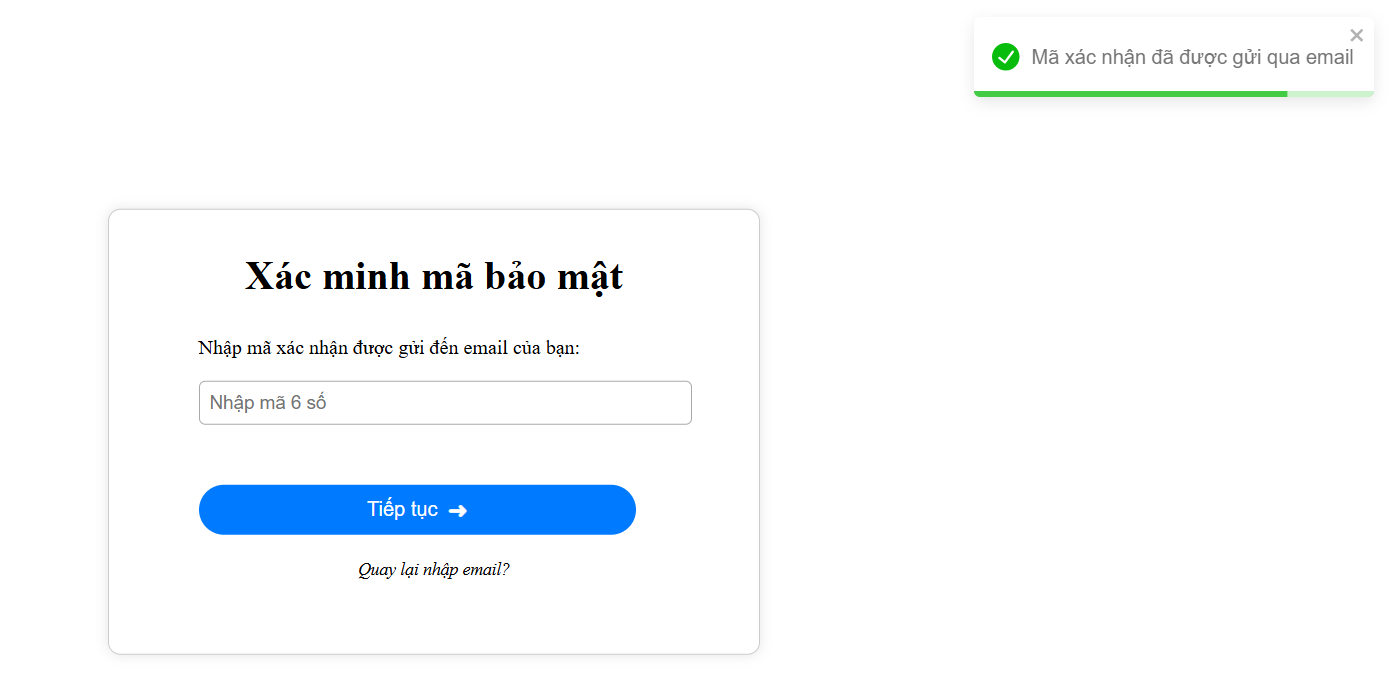 Mã xác nhận đã được gửi qua email
Xác minh mã bảo mật
Nhập mã xác nhận được gửi đến email của bạn:
Nhập mã 6 số
Tiếp tục ➜
Quay lại nhập email?